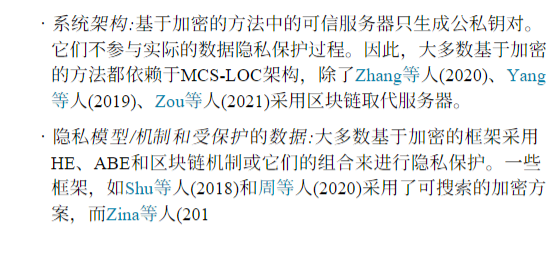 · 系统架构:基于加密的方法中的可信服务器只生成公私钥对。
它们不参与实际的数据隐私保护过程。因此，大多数基于加密
的方法都依赖于MCS-LOC架构，除了Zhang等人(2020)、Yang
等人(2019)、Zou等人(2021)采用区块链取代服务器。
· 隐私模型/机制和受保护的数据:大多数基于加密的框架采用
HE、ABE和区块链机制或它们的组合来进行隐私保护。一些
框架，如Shu等人(2018)和周等人(2020)采用了可搜索的加密方
案，而Zina等人(201